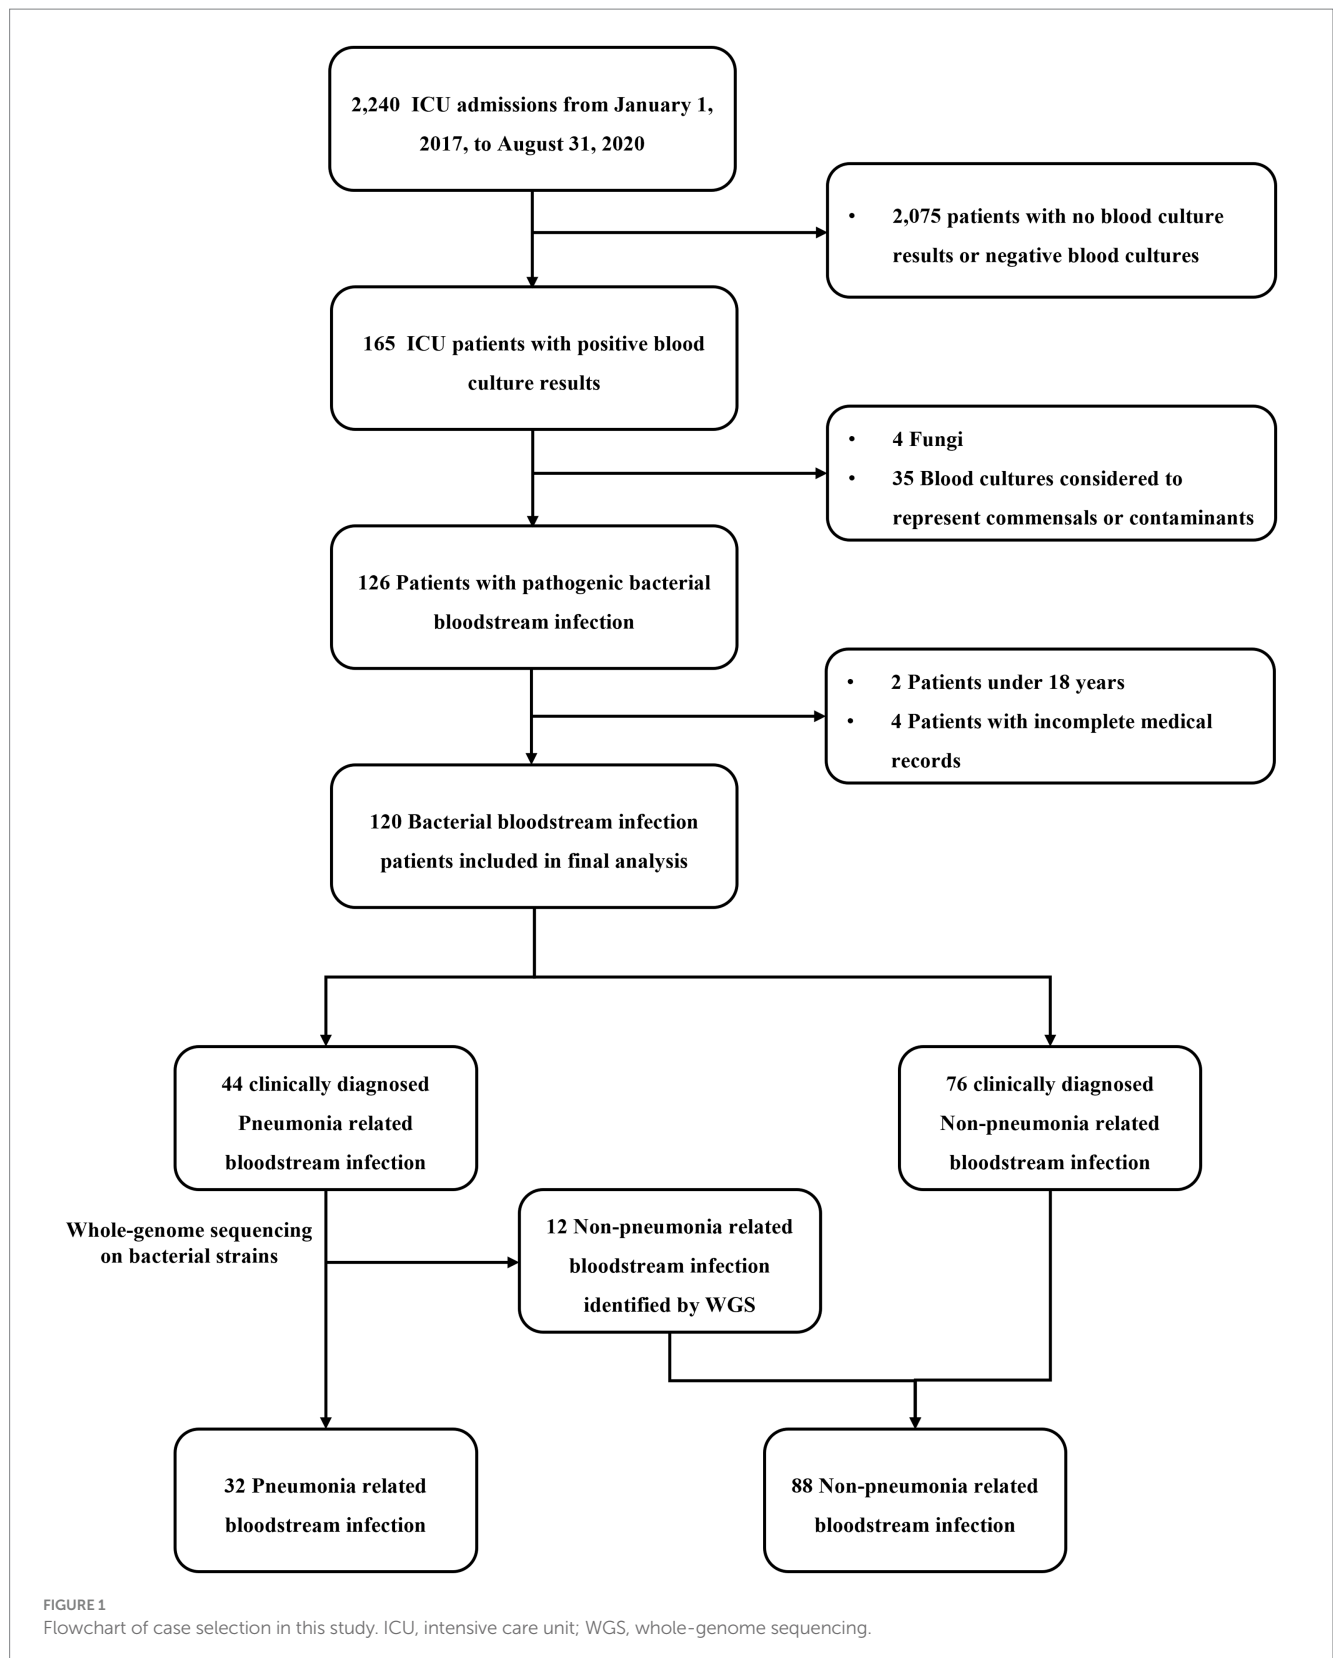 2,240 ICU admissions from January 1,
2017, to August 31, 2020
• 2,075 patients with no blood culture
results or negative blood cultures
165 ICU patients with positive blood
culture results
• 4 Fungi
• 35 Blood cultures considered to
represent commensals or contaminants
126 Patients with pathogenic bacterial
bloodstream infection
• 2 Patients under 18 years
• 4 Patients with incomplete medical
records
120 Bacterial bloodstream infection
patients included in final analysis
44 clinically diagnosed
Pneumonia related
bloodstream infection
76 clinically diagnosed
Non-pneumonia related
bloodstream infection
Whole-genome sequencing
on bacterial strains
12 Non-pneumonia related
bloodstream infection
identified by WGS
32 Pneumonia related
bloodstream infection
88 Non-pneumonia related
bloodstream infection
FIGURE 1
Flowchart of case selection in this study. ICU, intensive care unit; WGS, whole-genome sequencing.